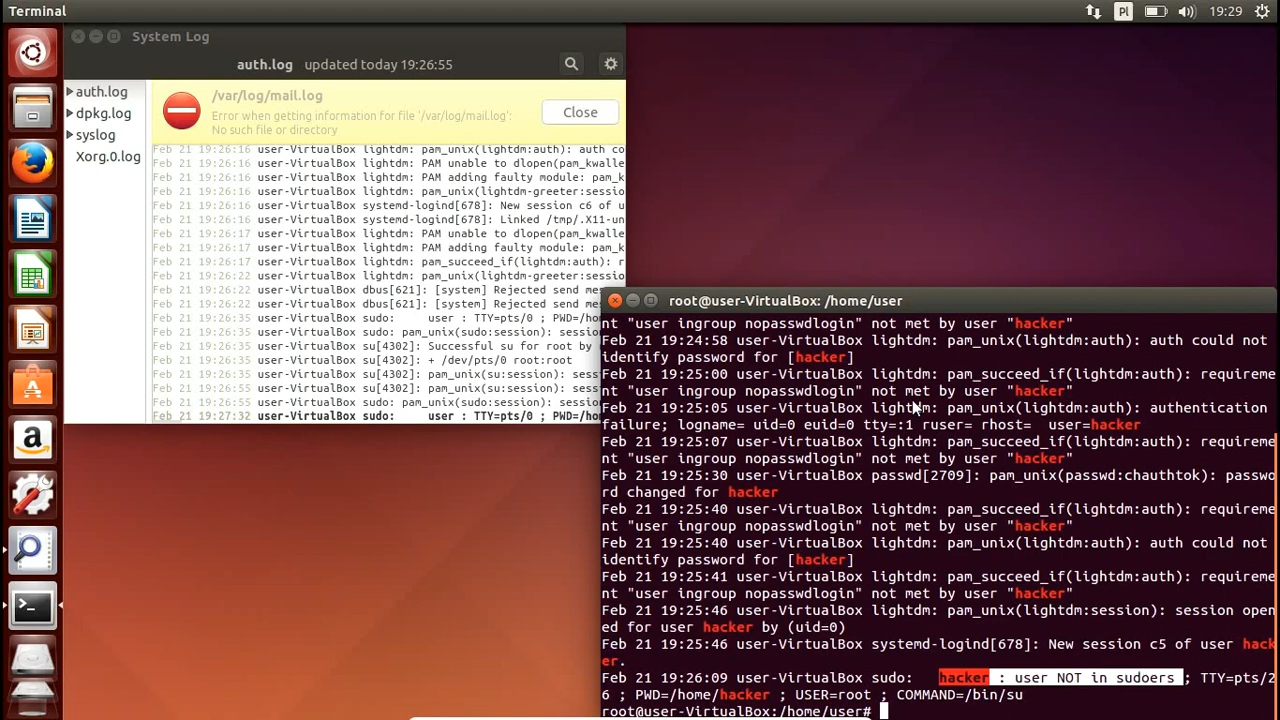 Terminal
Pl
19:29
System Log
auth.log updated today 19:26:55
auth.log
dpkg.log
syslog
Xorg.0.log
/var/log/mail.log
Error when getting information for file '/var/log/mail.log':
No such file or directory
Close
Feb 21 19:26:16 user-VirtualBox lightdm: pam_unix(lightdm:auth): auth co
Feb 21 19:26:16 user-VirtualBox lightdm: PAM unable to dlopen(pam_kwalle
Feb 21 19:26:16 user-VirtualBox lightdm: PAM adding faulty module: pam_k
Feb 21 19:26:16 user-VirtualBox lightdm: pam_unix(lightdm-greeter:sessio
Feb 21 19:26:16 user-VirtualBox systemd-logind[678]: New session c6 of u
Feb 21 19:26:16 user-VirtualBox systemd-logind[678]: Linked /tmp/.X11-un
Feb 21 19:26:17 user-VirtualBox lightdm: PAM unable to dlopen(pam_kwalle
Feb 21 19:26:17 user-VirtualBox lightdm: PAM adding faulty module: pam_k
Feb 21 19:26:17 user-VirtualBox lightdm: pam_succeed_if(lightdm:auth): r
Feb 21 19:26:22 user-VirtualBox lightdm: pam_unix(lightdm-greeter:sessio
Feb 21 19:26:22 user-VirtualBox dbus[621]: [system] Rejected send mes
Feb 21 19:26:22 user-VirtualBox dbus[621]: [system] Rejected send mes
Feb 21 19:26:35 user-VirtualBox sudo: user : TTY=pts/0 ; PWD=/ho
Feb 21 19:26:35 user-VirtualBox sudo: pam_unix(sudo:session): sessi
Feb 21 19:26:35 user-VirtualBox su[4302]: Successful su for root by
Feb 21 19:26:35 user-VirtualBox su[4302]: + /dev/pts/0 root:root
Feb 21 19:26:35 user-VirtualBox su[4302]: pam_unix(su:session): ses
Feb 21 19:26:55 user-VirtualBox su[4302]: pam_unix(su:session): ses
Feb 21 19:26:55 user-VirtualBox sudo: pam_unix(sudo:session): sessi
Feb 21 19:27:32 user-VirtualBox sudo: user : TTY=pts/0 ; PWD=/ho
root@user-VirtualBox: /home/user
nt "user ingroup nopasswdlogin" not met by user "hacker"
Feb 21 19:24:58 user-VirtualBox lightdm: pam_unix(lightdm:auth): auth could not
identify password for [hacker]
Feb 21 19:25:00 user-VirtualBox lightdm: pam_succeed_if(lightdm:auth): requireme
nt "user ingroup nopasswdlogin" not met by user "hacker"
Feb 21 19:25:05 user-VirtualBox lightdm: pam_unix(lightdm:auth): authentication
failure; logname= uid=0 euid=0 tty=:1 ruser= rhost= user=hacker
Feb 21 19:25:07 user-VirtualBox lightdm: pam_succeed_if(lightdm:auth): requireme
nt "user ingroup nopasswdlogin" not met by user "hacker"
Feb 21 19:25:30 user-VirtualBox passwd[2709]: pam_unix(passwd:chauthtok): passwo
rd changed for hacker
Feb 21 19:25:40 user-VirtualBox lightdm: pam_succeed_if(lightdm:auth): requireme
nt "user ingroup nopasswdlogin" not met by user "hacker"
Feb 21 19:25:40 user-VirtualBox lightdm: pam_unix(lightdm:auth): auth could not
identify password for [hacker]
Feb 21 19:25:41 user-VirtualBox lightdm: pam_succeed_if(lightdm:auth): requireme
nt "user ingroup nopasswdlogin" not met by user "hacker"
Feb 21 19:25:46 user-VirtualBox lightdm: pam_unix(lightdm:session): session open
ed for user hacker by (uid=0)
Feb 21 19:25:46 user-VirtualBox systemd-logind[678]: New session c5 of user hack
er.
Feb 21 19:26:09 user-VirtualBox sudo: hacker : user NOT in sudoers ; TTY=pts/2
6 ; PWD=/home/hacker ; USER=root ; COMMAND=/bin/su
root@user-VirtualBox:/home/user#